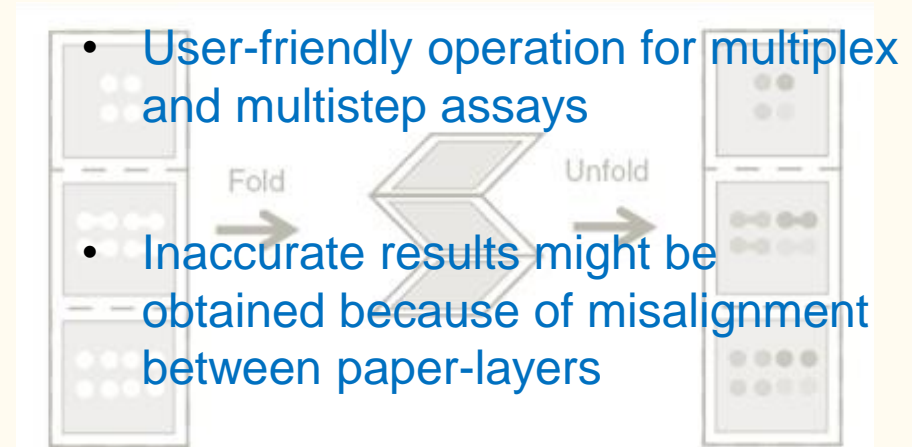 • User-friendly operation for multiplex
and multistep assays
Fold
Unfold
• Inaccurate results might be
obtained because of misalignment
between paper-layers